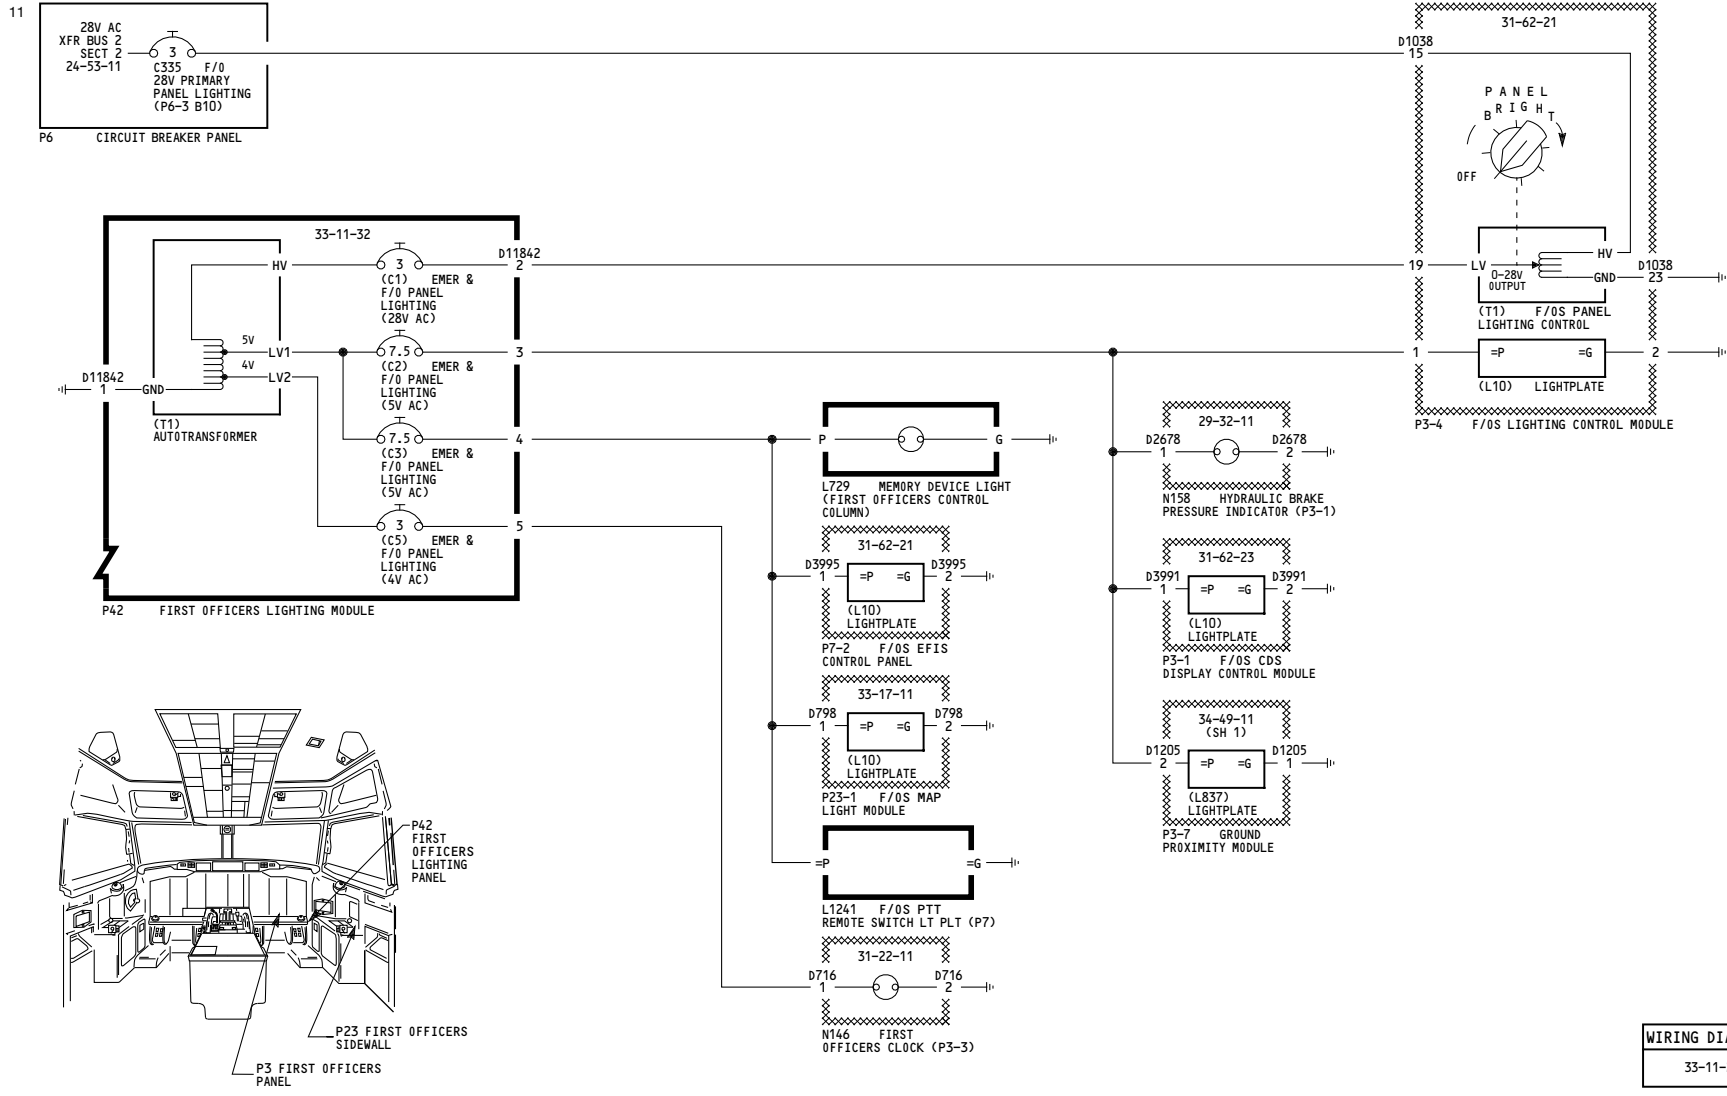 11
28V AC
XFR BUS 2
SECT 2
24-53-11
3
C335 F/O
28V PRIMARY
PANEL LIGHTING
(P6-3 B10)
P6 CIRCUIT BREAKER PANEL
31-62-21
D1038
15
PANEL
BRIGHT
OFF
HV
19
LV
0-28V
OUTPUT
GND
D1038
23
(T1) F/OS PANEL
LIGHTING CONTROL
1
=P =G
2
(L10) LIGHTPLATE
P3-4 F/OS LIGHTING CONTROL MODULE
33-11-32
HV
3
D11842
2
(C1) EMER &
F/O PANEL
LIGHTING
(28V AC)
5V
LV1
7.5
3
4V
LV2
(C2) EMER &
F/O PANEL
LIGHTING
(5V AC)
D11842
1
GND
(T1)
AUTOTRANSFORMER
7.5
4
(C3) EMER &
F/O PANEL
LIGHTING
(5V AC)
3
5
(C5) EMER &
F/O PANEL
LIGHTING
(4V AC)
P42 FIRST OFFICERS LIGHTING MODULE
P G
L729 MEMORY DEVICE LIGHT
(FIRST OFFICERS CONTROL
COLUMN)
31-62-21
D3995 D3995
1 =P =G 2
(L10)
LIGHTPLATE
P7-2 F/OS EFIS
CONTROL PANEL
33-17-11
D798 D798
1 =P =G 2
(L10)
LIGHTPLATE
P23-1 F/OS MAP
LIGHT MODULE
=P =G
L1241 F/OS PTT
REMOTE SWITCH LT PLT (P7)
31-22-11
D716 D716
1 2
N146 FIRST
OFFICERS CLOCK (P3-3)
29-32-11
D2678 D2678
1 2
N158 HYDRAULIC BRAKE
PRESSURE INDICATOR (P3-1)
31-62-23
D3991 D3991
1 =P =G 2
(L10)
LIGHTPLATE
P3-1 F/OS CDS
DISPLAY CONTROL MODULE
34-49-11
(SH 1)
D1205 D1205
2 =P =G 1
(L837)
LIGHTPLATE
P3-7 GROUND
PROXIMITY MODULE
P42
FIRST
OFFICERS
LIGHTING
PANEL
P23 FIRST OFFICERS
SIDEWALL
P3 FIRST OFFICERS
PANEL
WIRING DIA
33-11-